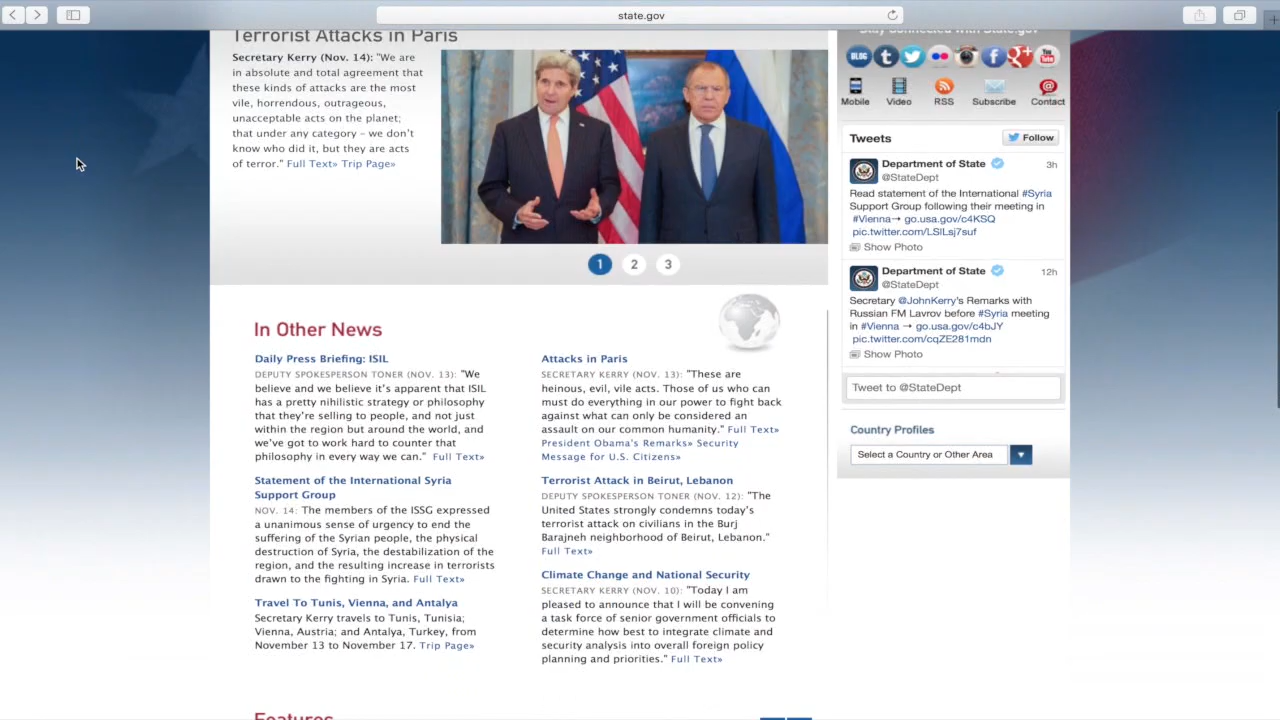 state.gov
Terrorist Attacks in Paris
Secretary Kerry (Nov. 14): "We are
in absolute and total agreement that
these kinds of attacks are the most
vile, horrendous, outrageous,
unacceptable acts on the planet;
that under any category – we don't
know who did it, but they are acts
of terror." Full Text» Trip Page»
1 2 3
In Other News
Daily Press Briefing: ISIL
DEPUTY SPOKESPERSON TONER (NOV. 13): "We
believe and we believe it's apparent that ISIL
has a pretty nihilistic strategy or philosophy
that they're selling to people, and not just
within the region but around the world, and
we've got to work hard to counter that
philosophy in every way we can." Full Text»
Statement of the International Syria
Support Group
NOV. 14: The members of the ISSG expressed
a unanimous sense of urgency to end the
suffering of the Syrian people, the physical
destruction of Syria, the destabilization of the
region, and the resulting increase in terrorists
drawn to the fighting in Syria. Full Text»
Travel To Tunis, Vienna, and Antalya
Secretary Kerry travels to Tunis, Tunisia;
Vienna, Austria; and Antalya, Turkey, from
November 13 to November 17. Trip Page»
Attacks in Paris
SECRETARY KERRY (NOV. 13): "These are
heinous, evil, vile acts. Those of us who can
must do everything in our power to fight back
against what can only be considered an
assault on our common humanity." Full Text»
President Obama's Remarks» Security
Message for U.S. Citizens»
Terrorist Attack in Beirut, Lebanon
DEPUTY SPOKESPERSON TONER (NOV. 12): "The
United States strongly condemns today's
terrorist attack on civilians in the Burj
Barajneh neighborhood of Beirut, Lebanon."
Full Text»
Climate Change and National Security
SECRETARY KERRY (NOV. 10): "Today I am
pleased to announce that I will be convening
a task force of senior government officials to
determine how best to integrate climate and
security analysis into overall foreign policy
planning and priorities." Full Text»
Features
Stay Connected with State.gov
BLOG t f g+ You Tube
Mobile Video RSS Subscribe Contact
Tweets Follow
Department of State 3h
@StateDept
Read statement of the International #Syria
Support Group following their meeting in
#Vienna→ go.usa.gov/c4KSQ
pic.twitter.com/LSlLsj7suf
Show Photo
Department of State 12h
@StateDept
Secretary @JohnKerry's Remarks with
Russian FM Lavrov before #Syria meeting
in #Vienna → go.usa.gov/c4bJY
pic.twitter.com/cqZE281mdn
Show Photo
Tweet to @StateDept
Country Profiles
Select a Country or Other Area